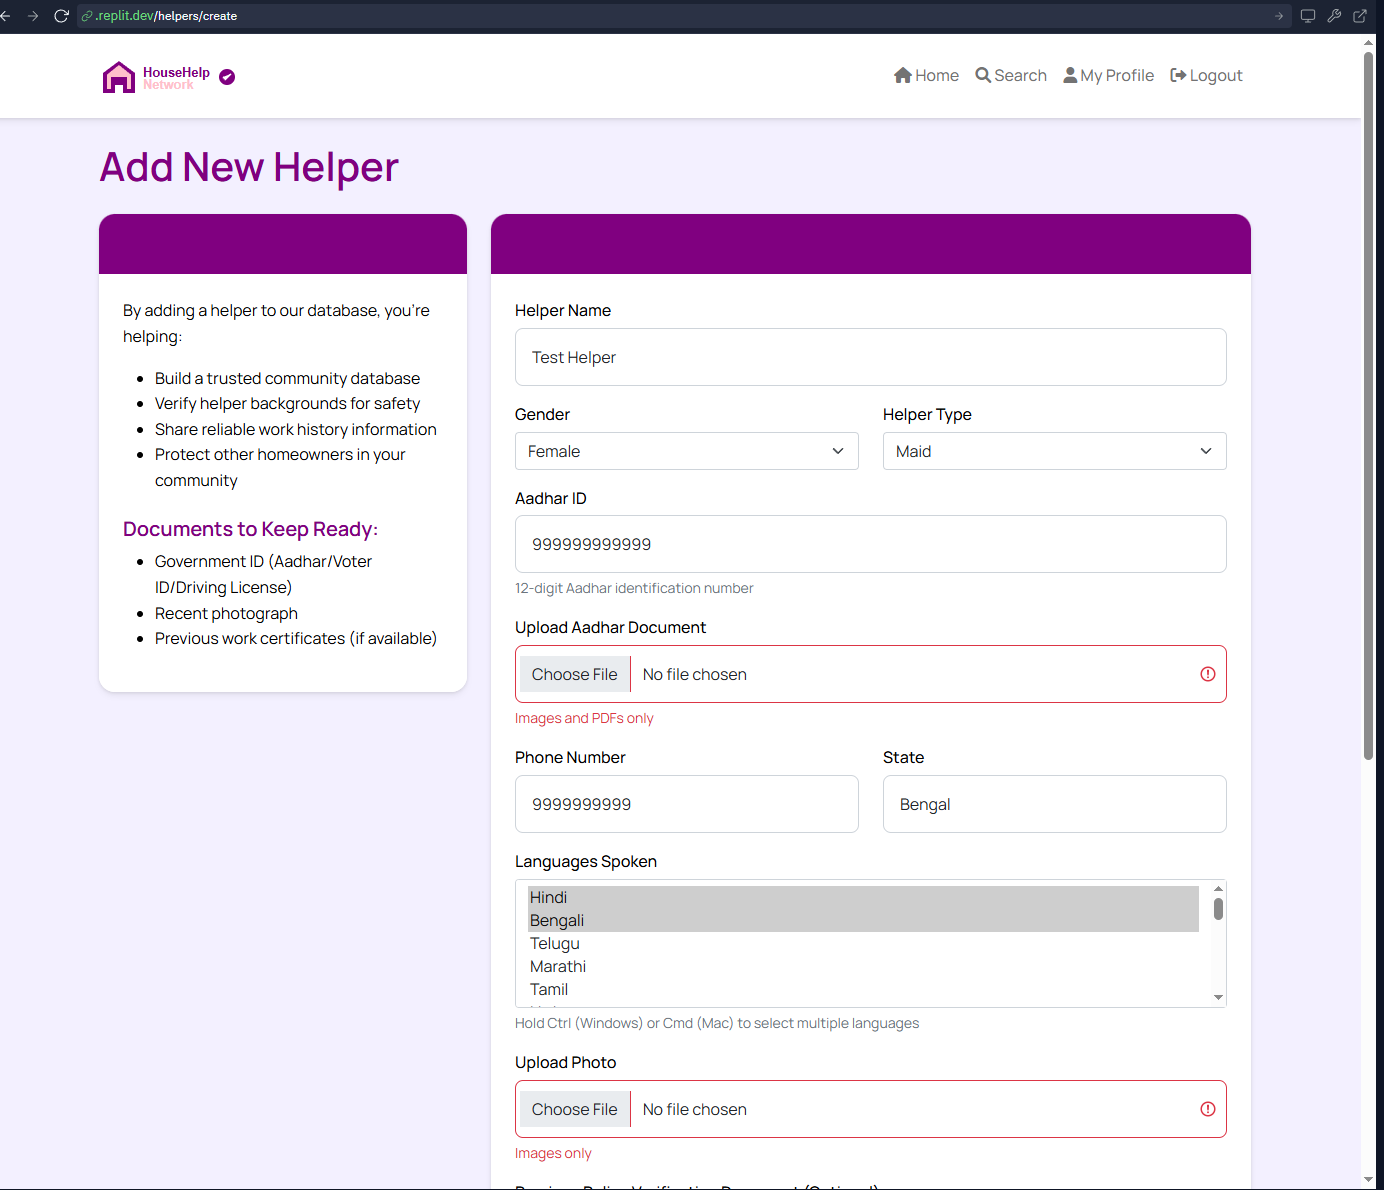 .replit.dev/helpers/create
HouseHelp
Network
Home
Search
My Profile
Logout
Add New Helper
By adding a helper to our database, you're
helping:
Build a trusted community database
Verify helper backgrounds for safety
Share reliable work history information
Protect other homeowners in your
community
Documents to Keep Ready:
Government ID (Aadhar/Voter
ID/Driving License)
Recent photograph
Previous work certificates (if available)
Helper Name
Test Helper
Gender
Helper Type
Female
Maid
Aadhar ID
999999999999
12-digit Aadhar identification number
Upload Aadhar Document
Choose File No file chosen
Images and PDFs only
Phone Number
State
9999999999
Bengal
Languages Spoken
Hindi
Bengali
Telugu
Marathi
Tamil
Hold Ctrl (Windows) or Cmd (Mac) to select multiple languages
Upload Photo
Choose File No file chosen
Images only